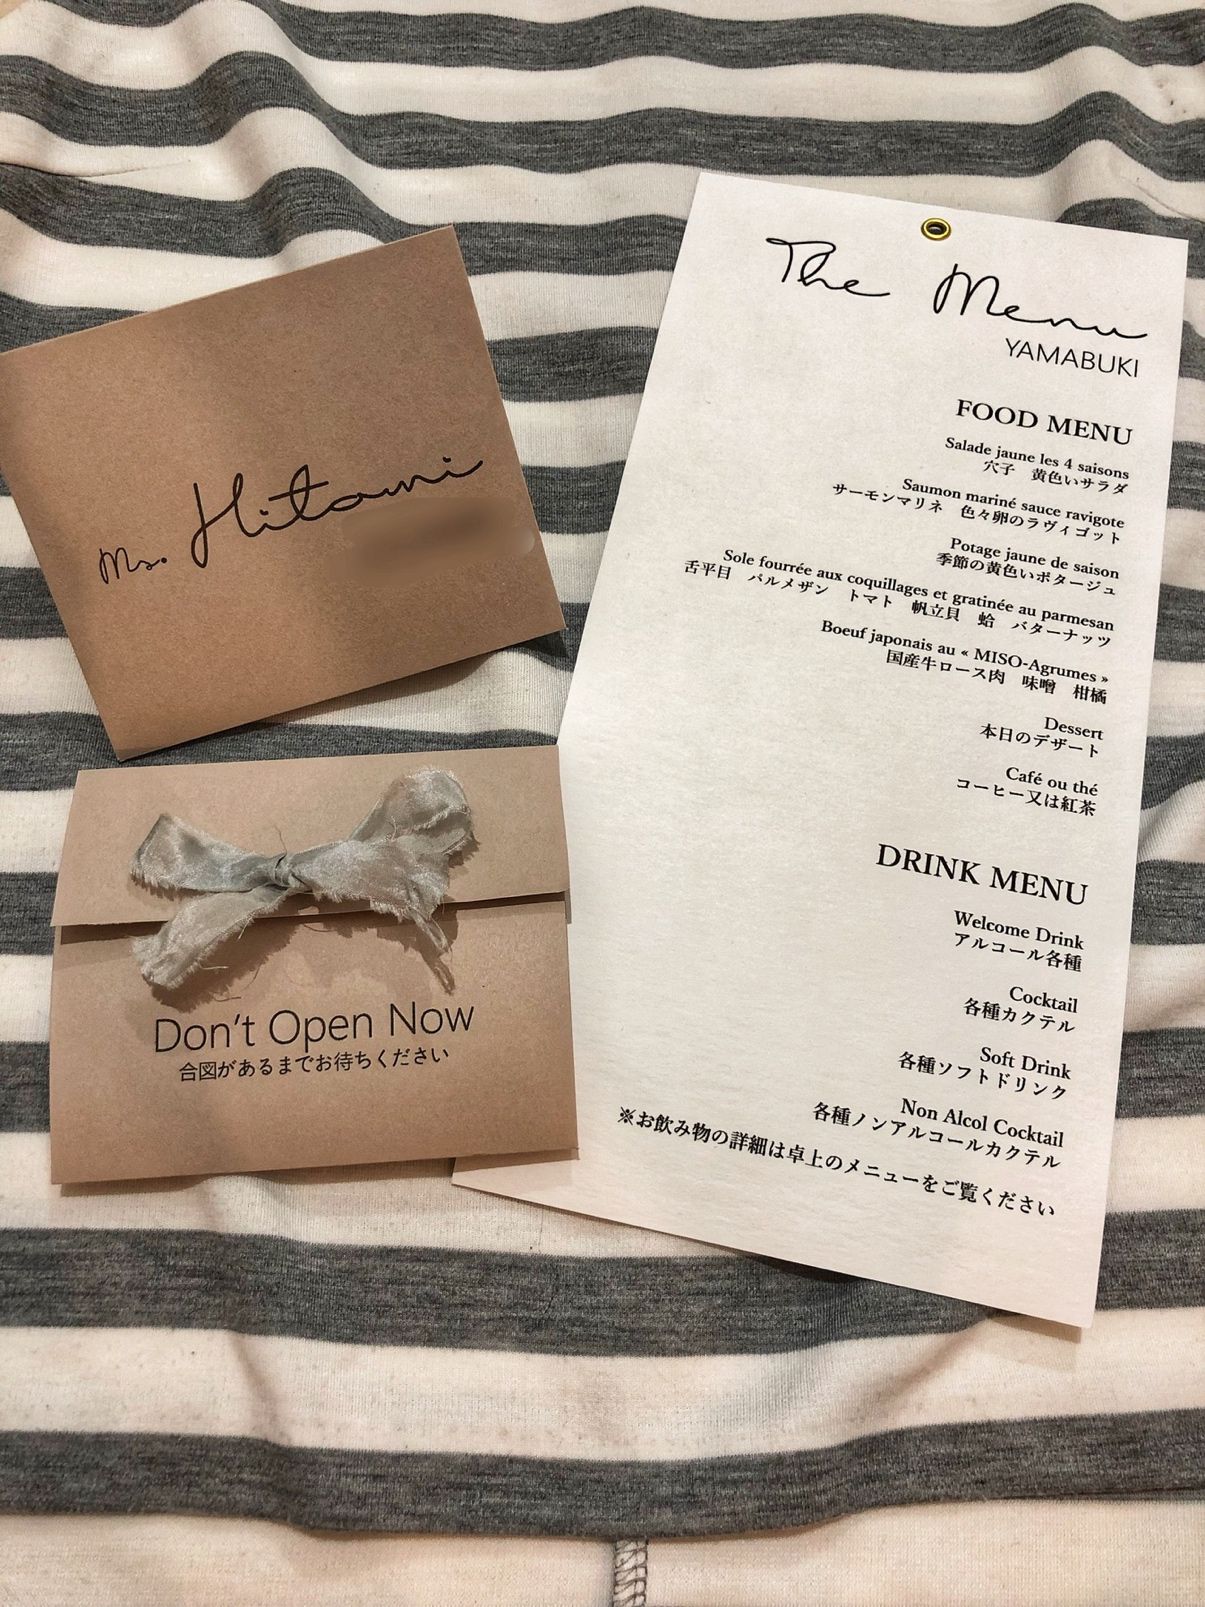 Ms. Hitomi
Don't Open Now
合図があるまでお待ちください
The Menu
YAMABUKI
FOOD MENU
Salade jaune les 4 saisons
穴子　黄色いサラダ
Saumon mariné sauce ravigote
サーモンマリネ　色々卵のラヴィゴット
Potage jaune de saison
季節の黄色いポタージュ
Sole fourrée aux coquillages et gratinée au parmesan
舌平目　パルメザン　トマト　帆立貝　蛤　バターナッツ
Boeuf japonais au « MISO-Agrumes »
国産牛ロース肉　味噌　柑橘
Dessert
本日のデザート
Café ou thé
コーヒー又は紅茶
DRINK MENU
Welcome Drink
アルコール各種
Cocktail
各種カクテル
Soft Drink
各種ソフトドリンク
Non Alcol Cocktail
各種ノンアルコールカクテル
※お飲み物の詳細は卓上のメニューをご覧ください